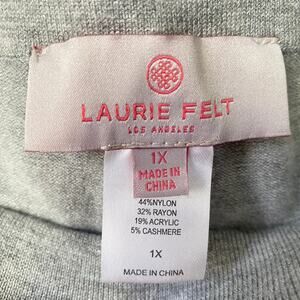 LAURIE FELT
LOS ANGELES
1X
MADE IN
CHINA
44%NYLON
32% RAYON
19% ACRYLIC
5% CASHMERE
1X
MADE IN CHINA